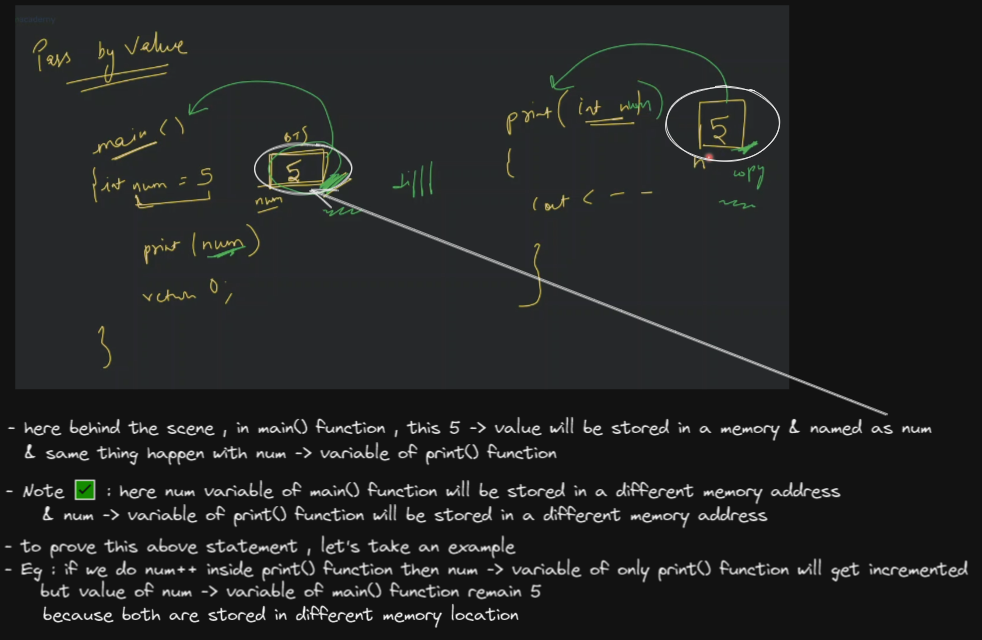 Pass by Value
main ()
{ int num = 5
print (num)
return 0;
}
BTS
5
num
diff
print ( int num )
{
cout < - -
}
5
n
copy
- here behind the scene , in main() function , this 5 -> value will be stored in a memory & named as num
& same thing happen with num -> variable of print() function
- Note ✅ : here num variable of main() function will be stored in a different memory address
& num -> variable of print() function will be stored in a different memory address
- to prove this above statement , let's take an example
- Eg : if we do num++ inside print() function then num -> variable of only print() function will get incremented
but value of num -> variable of main() function remain 5
because both are stored in different memory location